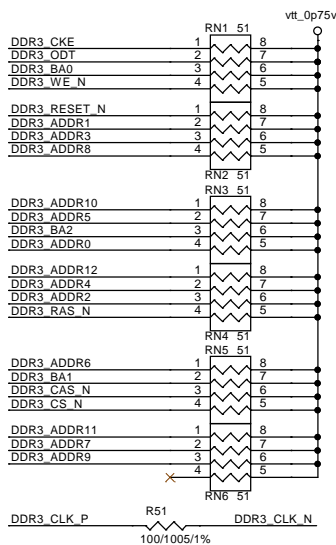 vtt_0p75v
RN1 51
DDR3_CKE 1 8
DDR3_ODT 2 7
DDR3_BA0 3 6
DDR3_WE_N 4 5
DDR3_RESET_N 1 8
DDR3_ADDR1 2 7
DDR3_ADDR3 3 6
DDR3_ADDR8 4 5
RN2 51
RN3 51
DDR3_ADDR10 1 8
DDR3_ADDR5 2 7
DDR3_BA2 3 6
DDR3_ADDR0 4 5
DDR3_ADDR12 1 8
DDR3_ADDR4 2 7
DDR3_ADDR2 3 6
DDR3_RAS_N 4 5
RN4 51
RN5 51
DDR3_ADDR6 1 8
DDR3_BA1 2 7
DDR3_CAS_N 3 6
DDR3_CS_N 4 5
DDR3_ADDR11 1 8
DDR3_ADDR7 2 7
DDR3_ADDR9 3 6
4 5
RN6 51
R51
DDR3_CLK_P DDR3_CLK_N
100/1005/1%